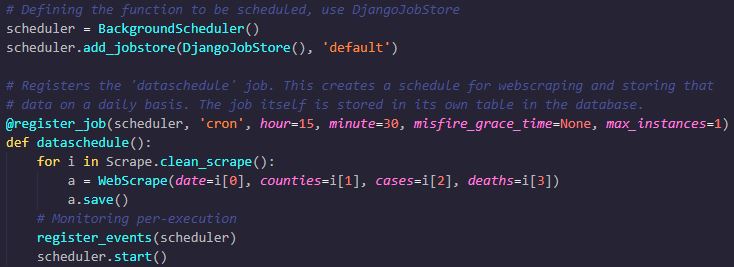 # Defining the function to be scheduled, use DjangoJobStore
scheduler = BackgroundScheduler()
scheduler.add_jobstore(DjangoJobStore(), 'default')
# Registers the 'dataschedule' job. This creates a schedule for webscraping and storing that
# data on a daily basis. The job itself is stored in its own table in the database.
@register_job(scheduler, 'cron', hour=15, minute=30, misfire_grace_time=None, max_instances=1)
def dataschedule():
    for i in Scrape.clean_scrape():
        a = WebScrape(date=i[0], counties=i[1], cases=i[2], deaths=i[3])
        a.save()
    # Monitoring per-execution
    register_events(scheduler)
    scheduler.start()